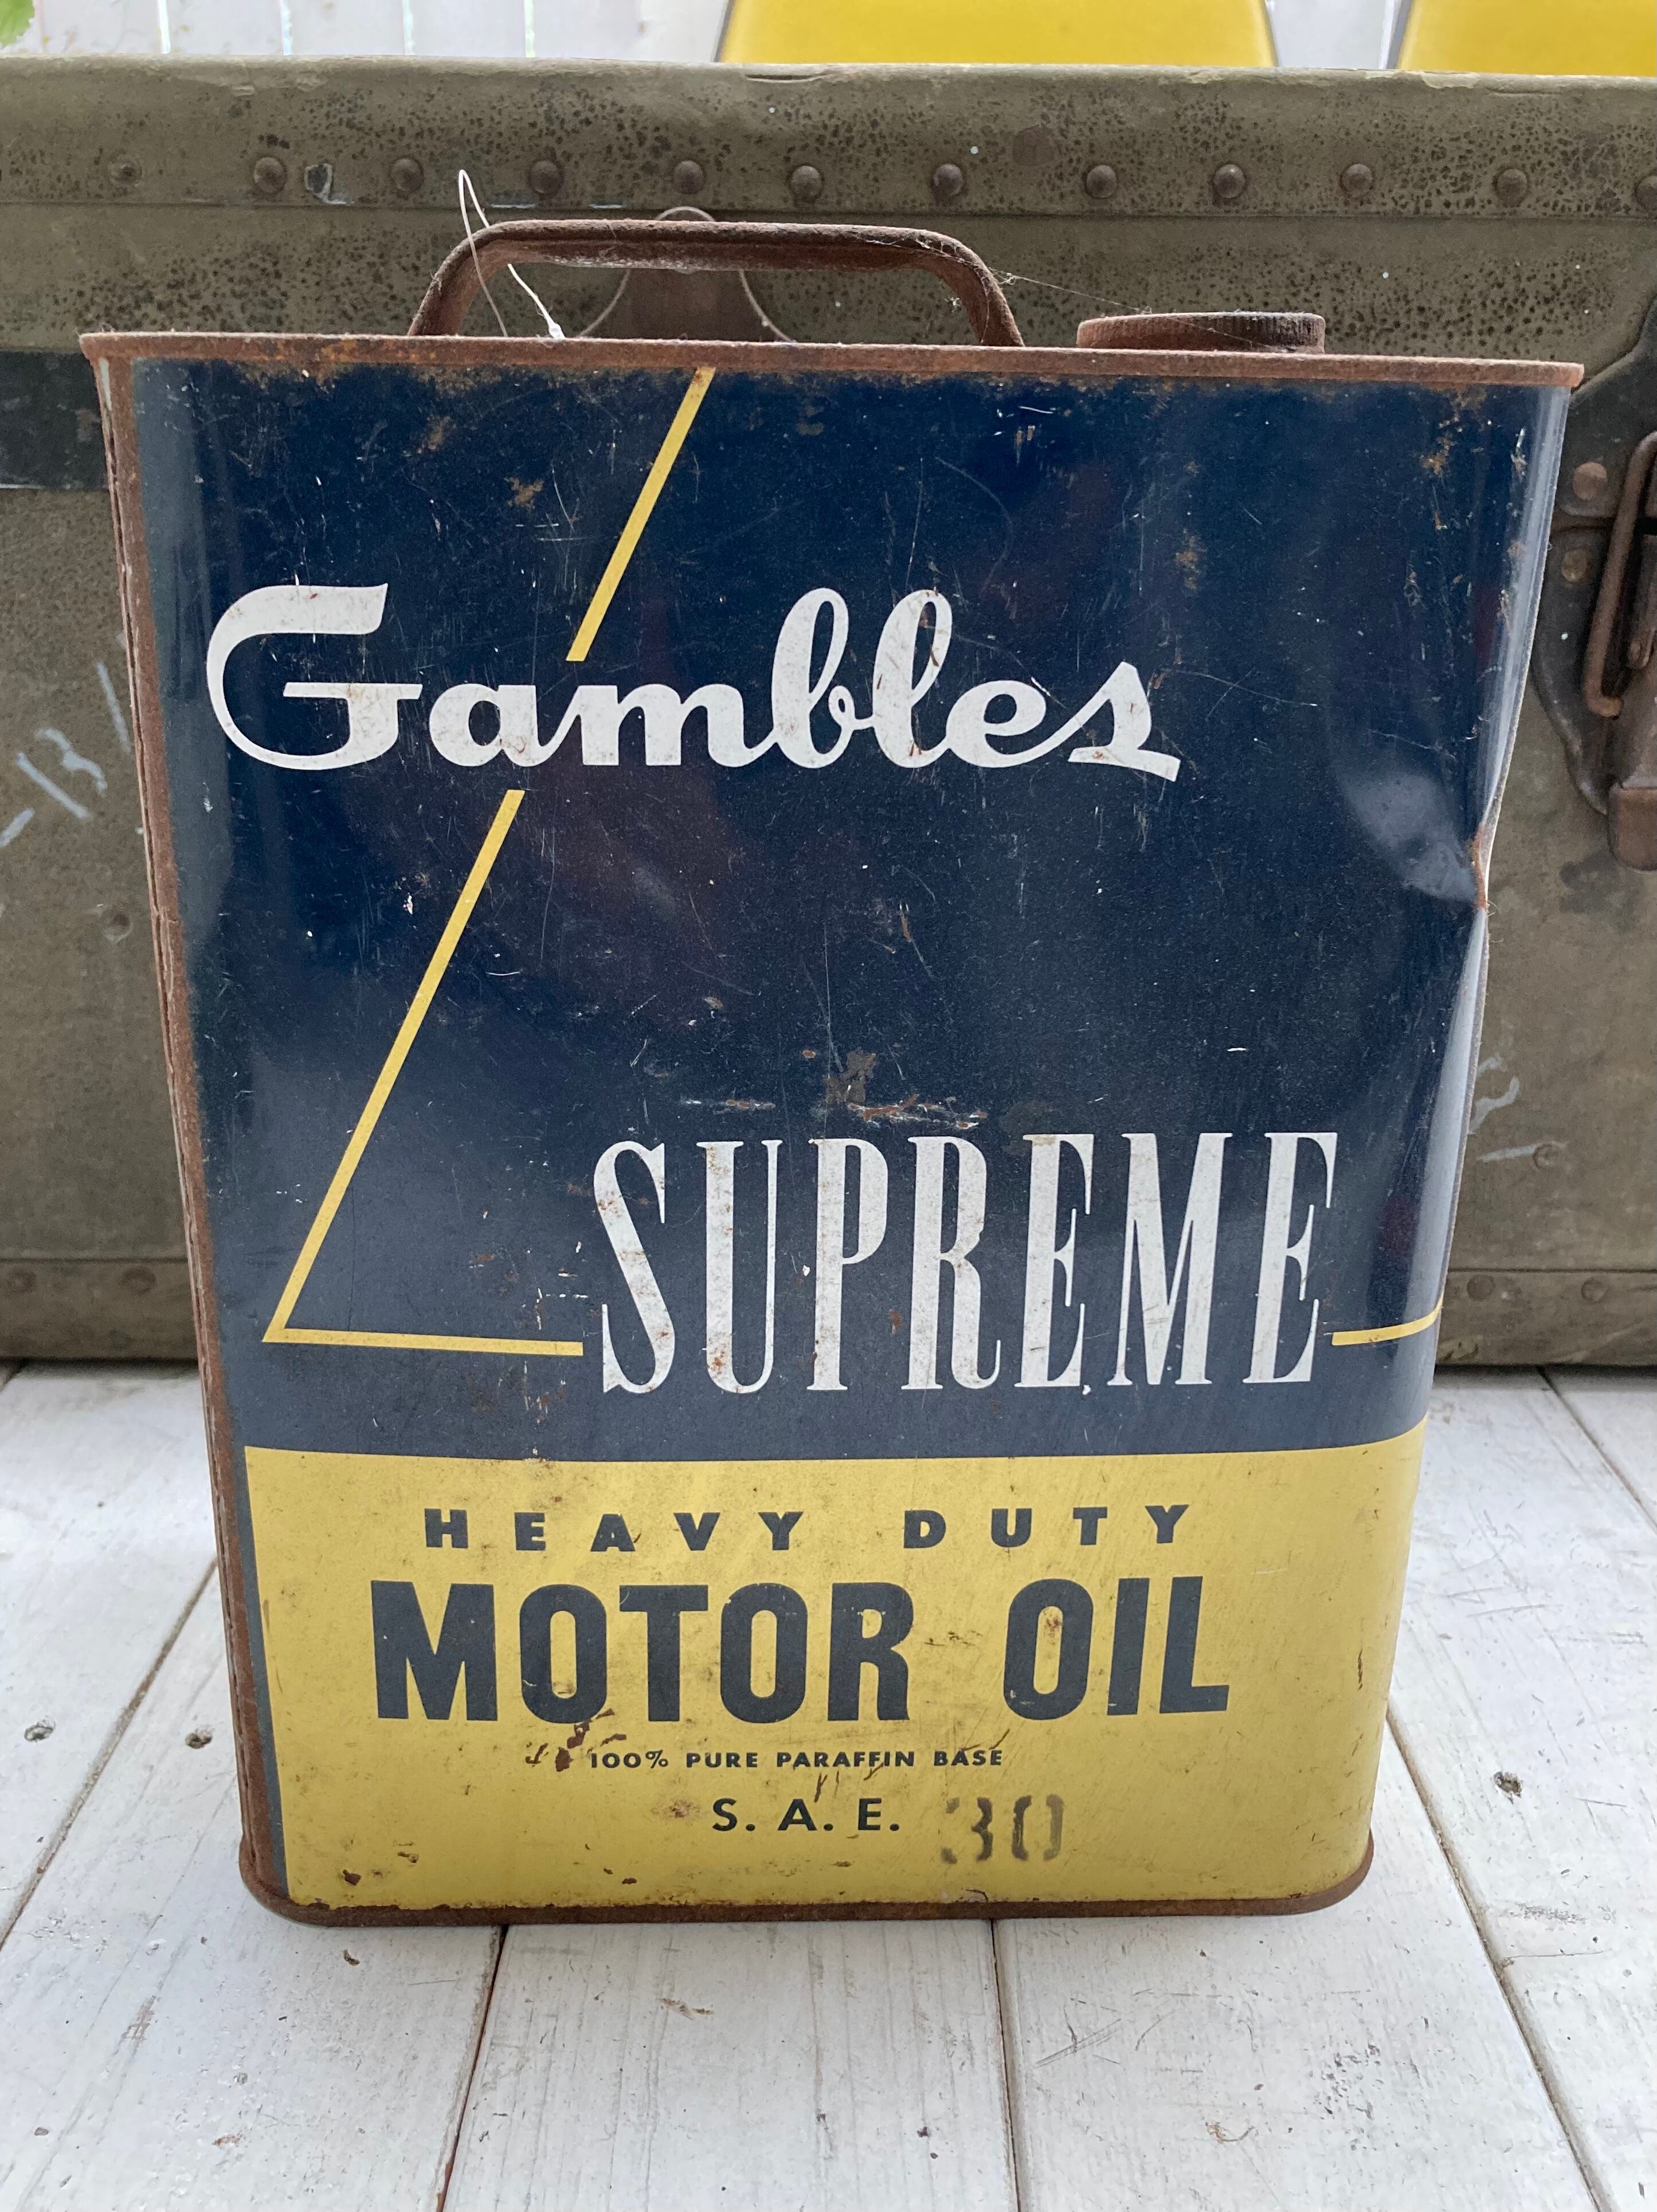 Gambles
SUPREME
HEAVY DUTY
MOTOR OIL
100% PURE PARAFFIN BASE
S. A. E. 30